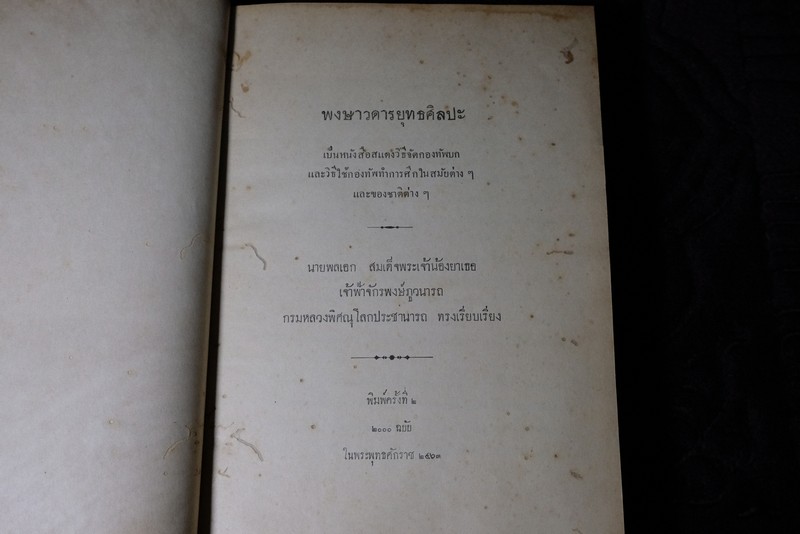 พงษาวดารยุทธศิลปะ
เป็นหนังสือสแดงวิธีจัดกองทัพบก
และวิธีใช้กองทัพทำการศึกในสมัยต่าง ๆ
และของชาติต่าง ๆ
นายพลเอก สมเด็จพระเจ้าน้องยาเธอ
เจ้าฟ้าจักรพงษ์ภูวนารถ
กรมหลวงพิศณุโลกประชานารถ ทรงเรียบเรียง
พิมพ์ครั้งที่ ๒
๒๐๐๐ ฉบับ
ในพระพุทธศักราช